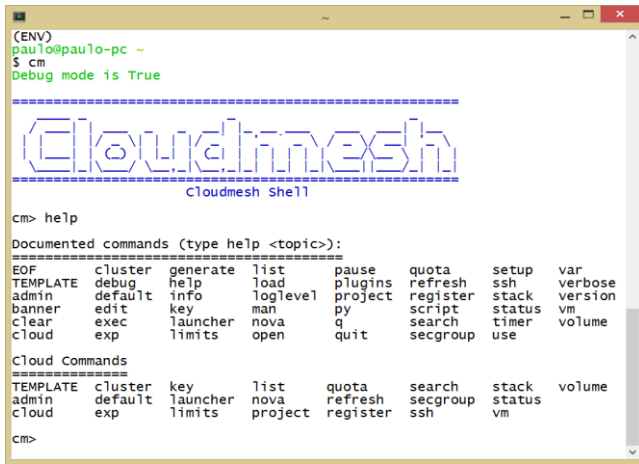 ~
(ENV)
paulo@paulo-pc ~
$ cm
Debug mode is True
=======================================================
Cloudmesh
=======================================================
Cloudmesh Shell
cm> help
Documented commands (type help <topic>):
========================================
EOF cluster generate list pause quota setup var
TEMPLATE debug help load plugins refresh ssh verbose
admin default info loglevel project register stack version
banner edit key man py script status vm
clear exec launcher nova q search timer volume
cloud exp limits open quit secgroup use
Cloud Commands
==============
TEMPLATE cluster key list quota search stack volume
admin default launcher nova refresh secgroup status
cloud exp limits project register ssh vm
cm>